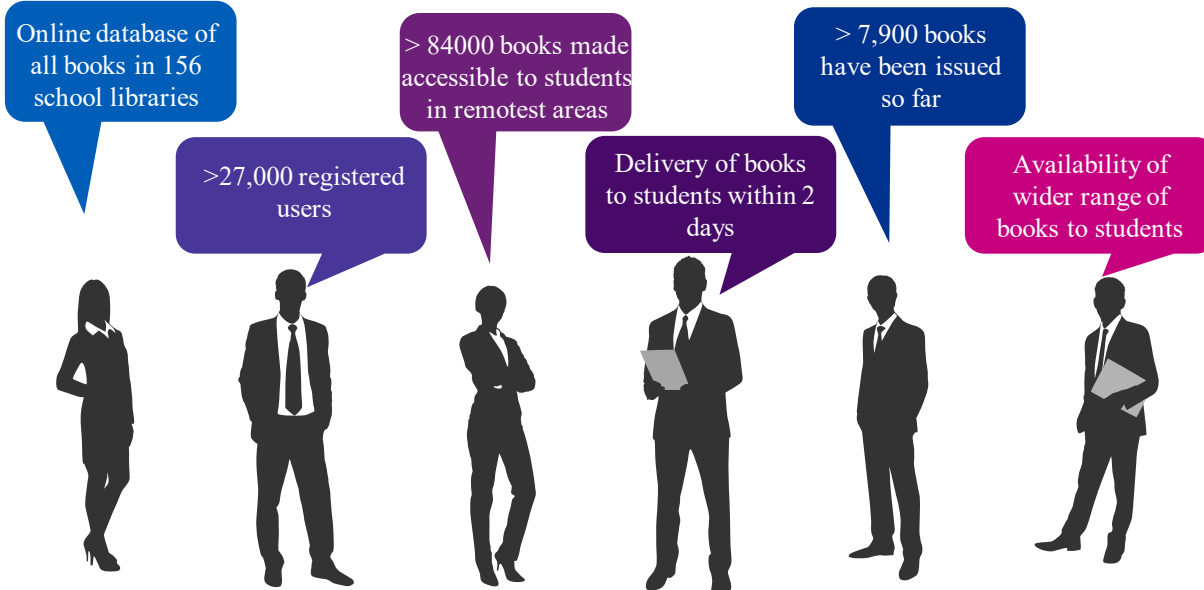 Online database of
all books in 156
school libraries
>27,000 registered
users
> 84000 books made
accessible to students
in remotest areas
Delivery of books
to students within 2
days
> 7,900 books
have been issued
so far
Availability of
wider range of
books to students